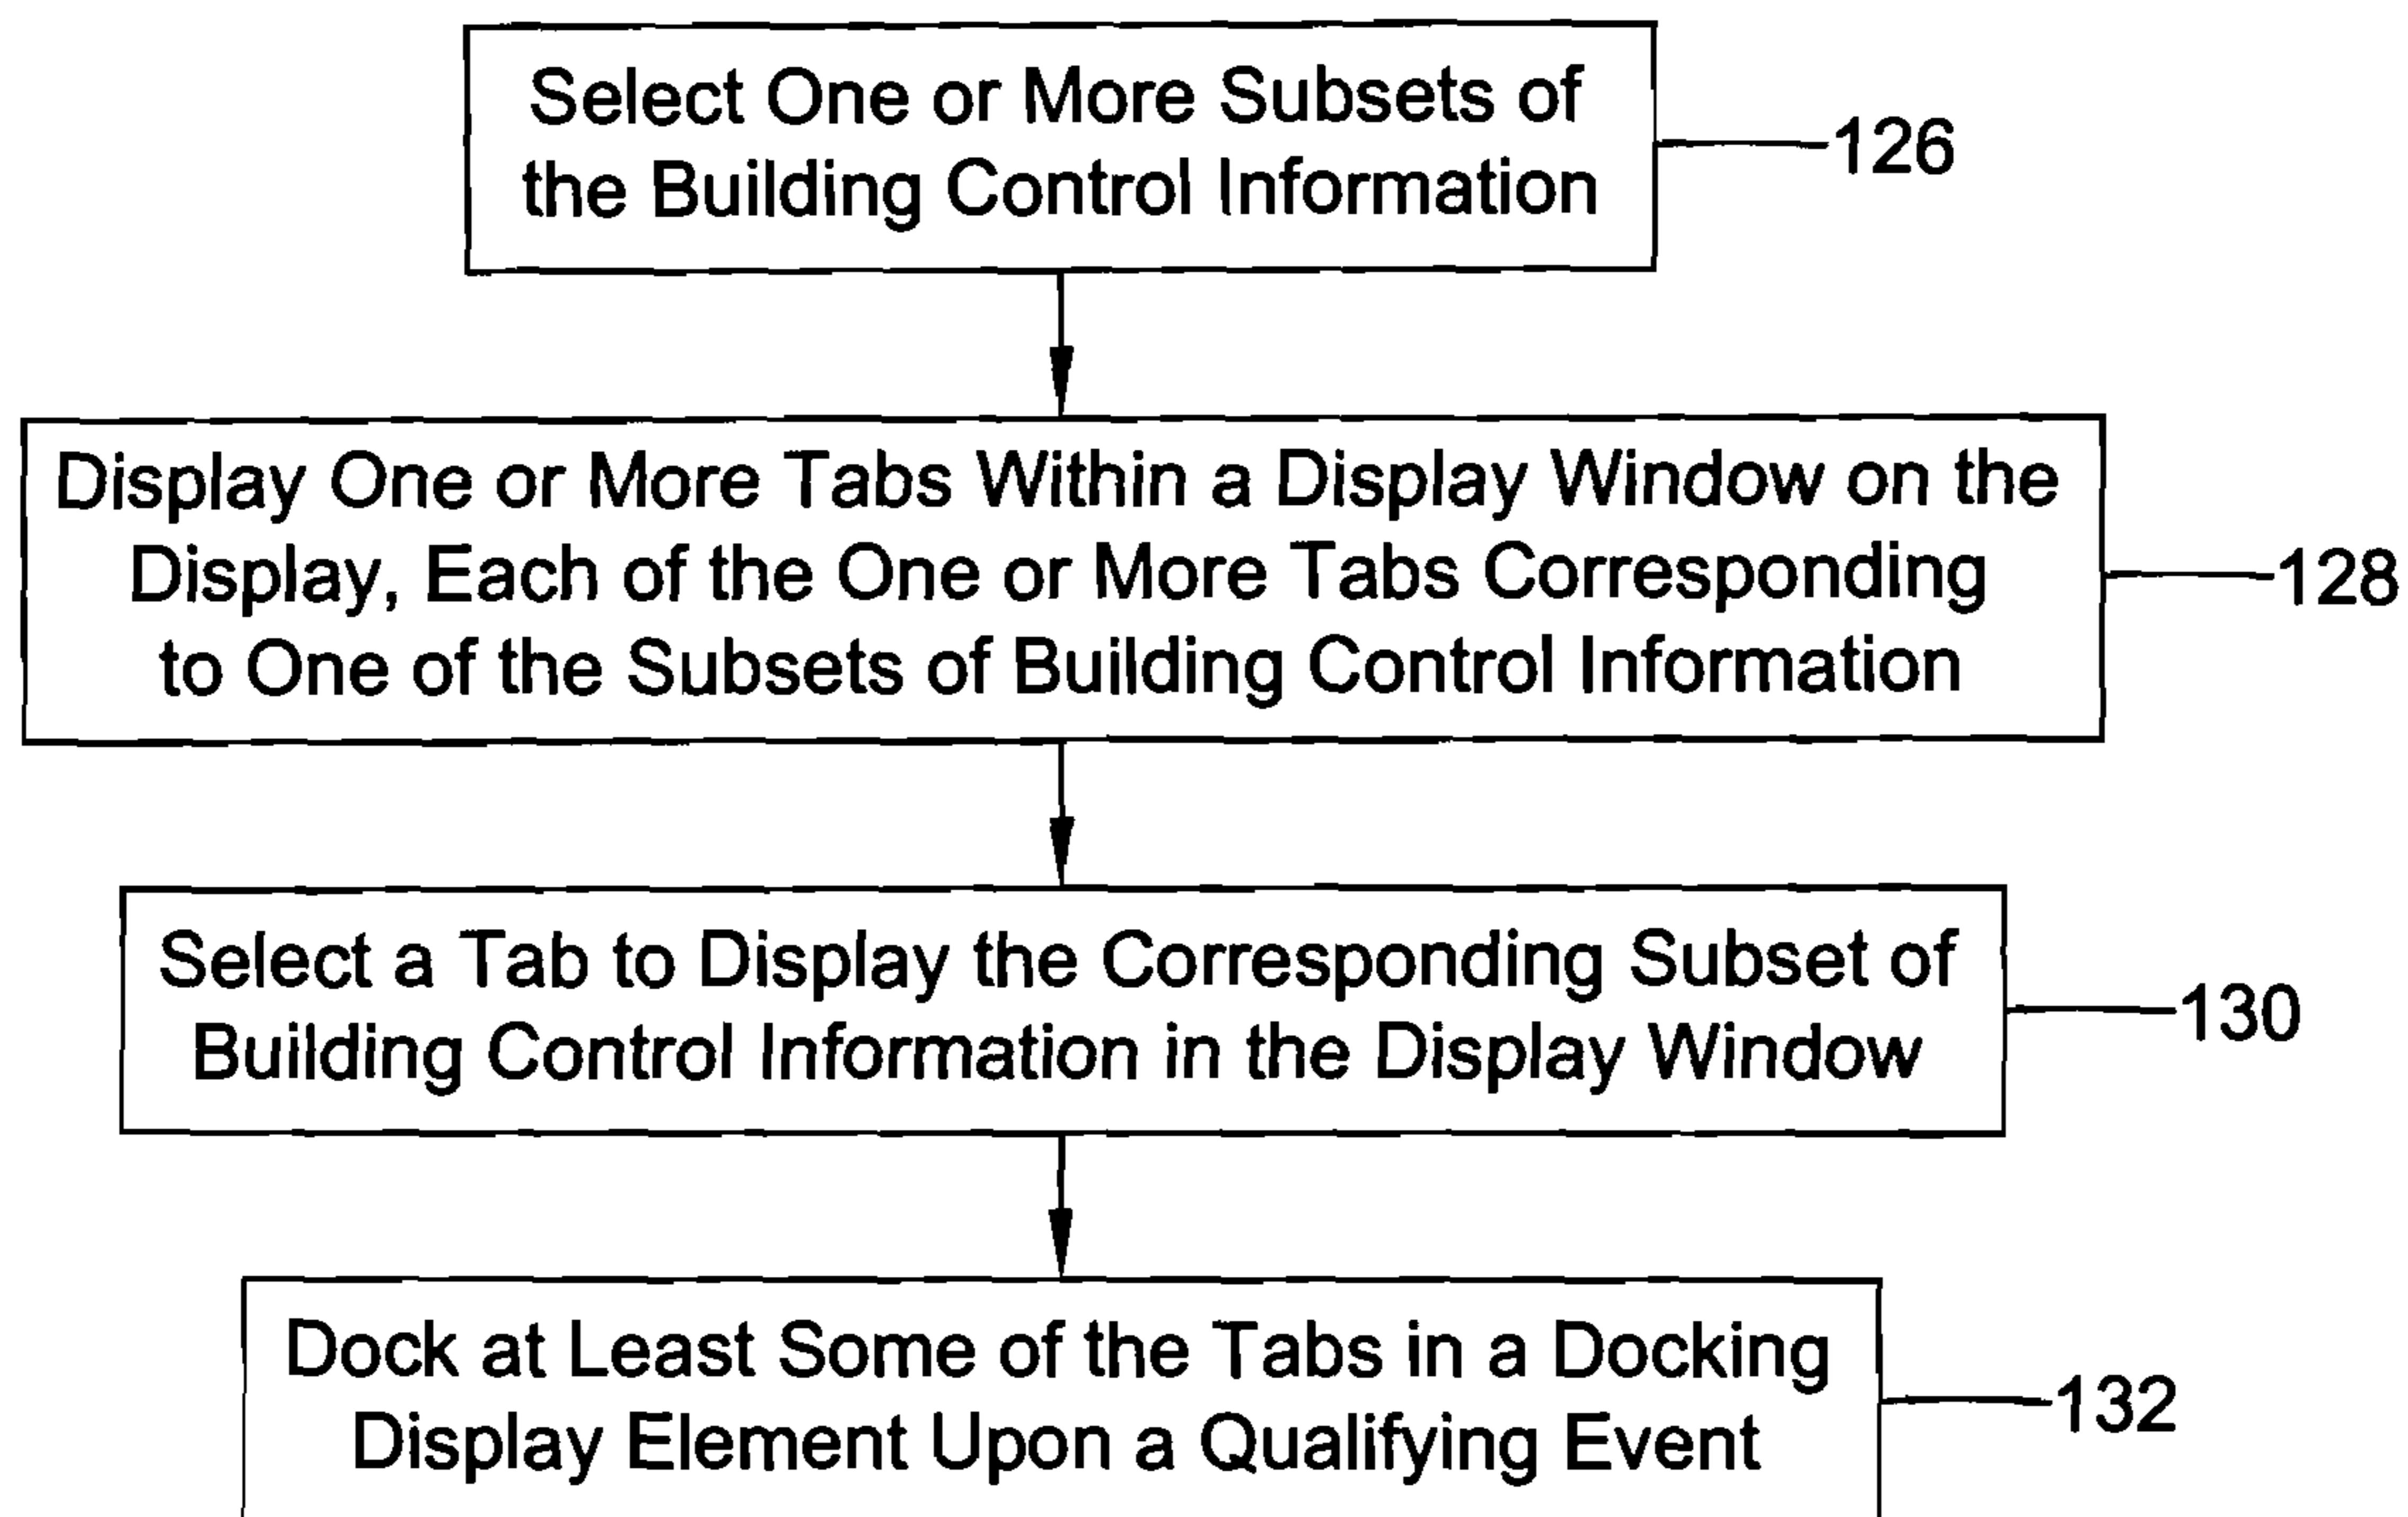 Select One or More Subsets of
the Building Control Information
126
Display One or More Tabs Within a Display Window on the
Display, Each of the One or More Tabs Corresponding
to One of the Subsets of Building Control Information
128
Select a Tab to Display the Corresponding Subset of
Building Control Information in the Display Window
130
Dock at Least Some of the Tabs in a Docking
Display Element Upon a Qualifying Event
132